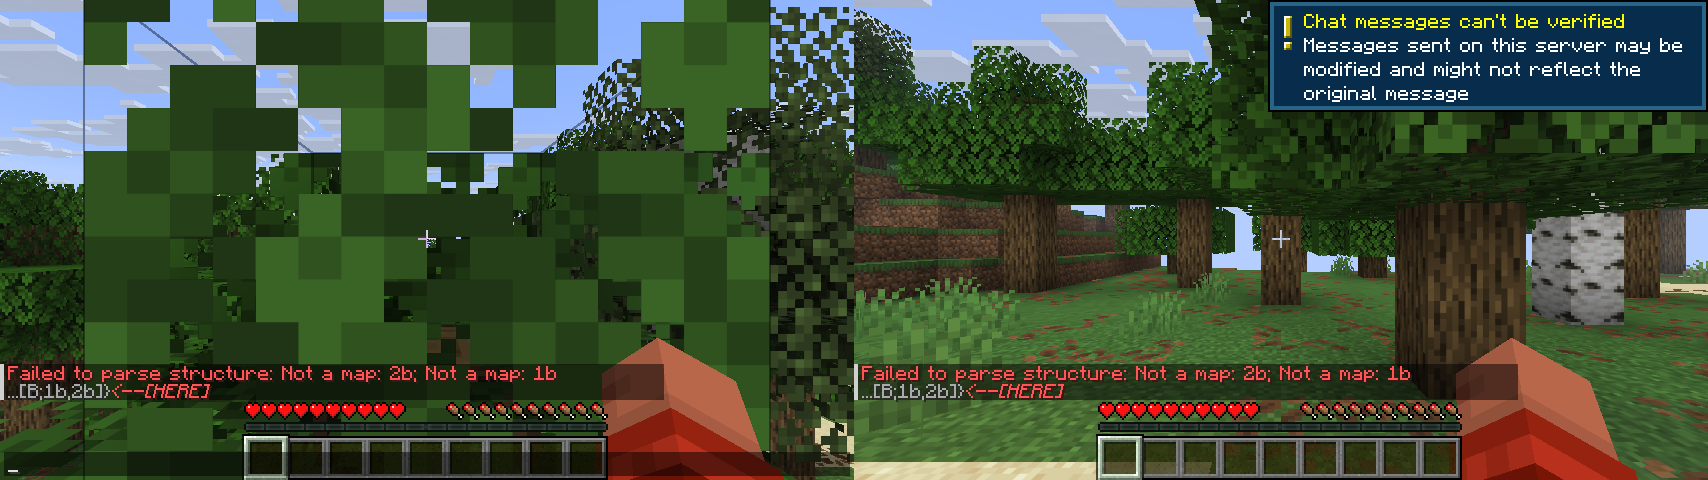 Chat messages can't be verified
Messages sent on this server may be
modified and might not reflect the
original message
Failed to parse structure: Not a map: 2b; Not a map: 1b
...[B;1b,2b]}<--[HERE]
Failed to parse structure: Not a map: 2b; Not a map: 1b
...[B;1b,2b]}<--[HERE]
_